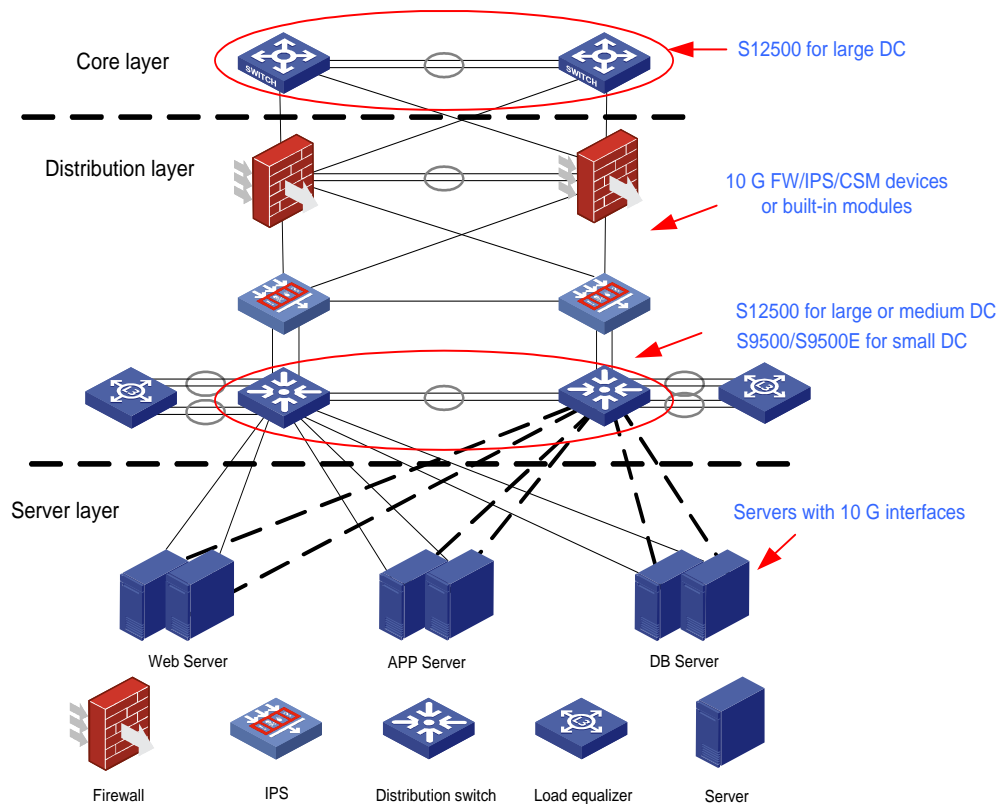 Core layer
SWITCH
SWITCH
S12500 for large DC
Distribution layer
10 G FW/IPS/CSM devices
or built-in modules
S12500 for large or medium DC
S9500/S9500E for small DC
Server layer
Servers with 10 G interfaces
Web Server
APP Server
DB Server
Firewall
IPS
Distribution switch
Load equalizer
Server